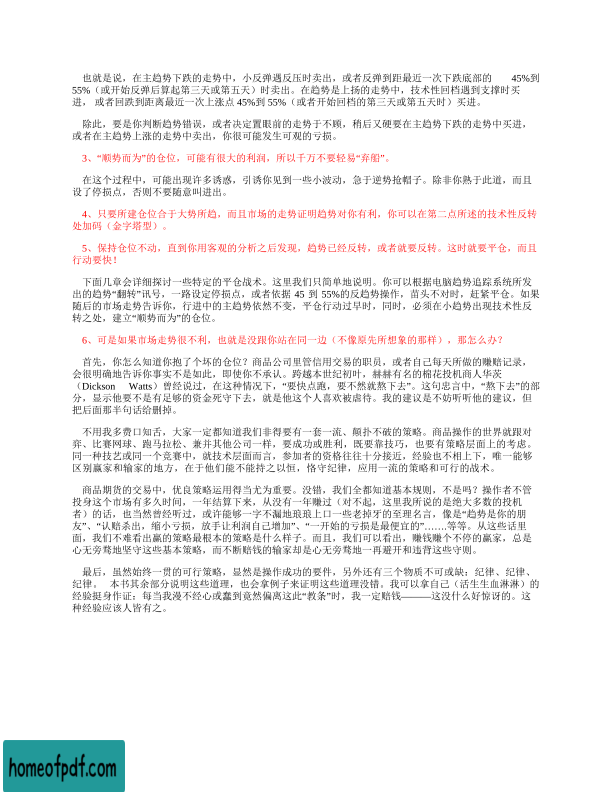 也就是说，在主趋势下跌的走势中，小反弹遇反压时卖出，或者反弹到距最近一次下跌底部的 45%到
55%（或开始反弹后算起第三天或第五天）时卖出。在趋势是上扬的走势中，技术性回档遇到支撑时买
进， 或者回跌到距离最近一次上涨点 45%到 55%（或者开始回档的第三天或第五天时）买进。
除此，要是你判断趋势错误，或者决定置眼前的走势于不顾，稍后又硬要在主趋势下跌的走势中买进，
或者在主趋势上涨的走势中卖出，你很可能发生可观的亏损。
3、“顺势而为”的仓位，可能有很大的利润，所以千万不要轻易“弃船”。
在这个过程中，可能出现许多诱惑，引诱你见到一些小波动，急于逆势抢帽子。除非你熟于此道，而且
设了停损点，否则不要随意叫进出。
4、只要所建仓位合于大势所趋，而且市场的走势证明趋势对你有利，你可以在第二点所述的技术性反转
处加码（金字塔型）。
5、保持仓位不动，直到你用客观的分析之后发现，趋势已经反转，或者就要反转。这时就要平仓，而且
行动要快！
下面几章会详细探讨一些特定的平仓战术。这里我们只简单地说明。你可以根据电脑趋势追踪系统所发
出的趋势“翻转”讯号，一路设定停损点，或者依据 45 到 55%的反趋势操作，苗头不对时，赶紧平仓。如果
随后的市场走势告诉你，行进中的主趋势依然不变，平仓行动过早时，同时，必须在小趋势出现技术性反
转之处，建立“顺势而为”的仓位。
6、可是如果市场走势很不利，也就是没跟你站在同一边（不像原先所想象的那样），那怎么办？
首先，你怎么知道你抱了个坏的仓位？商品公司里管信用交易的职员，或者自己每天所做的赚赔记录，
会很明确地告诉你事实不是如此，即使你不承认。跨越本世纪初叶，赫赫有名的棉花投机商人华茨
（Dickson Watts）曾经说过，在这种情况下，“要快点跑，要不然就熬下去”。这句忠言中，“熬下去”的部
分，显示他要不是有足够的资金死守下去，就是他这个人喜欢被虐待。我的建议是不妨听听他的建议，但
把后面那半句话给删掉。
不用我多费口知舌，大家一定都知道我们非得要有一套一流、颠扑不破的策略。商品操作的世界就跟对
弈、比赛网球、跑马拉松、兼并其他公司一样，要成功或胜利，既要靠技巧，也要有策略层面上的考虑。
同一种技艺或同一个竞赛中，就技术层面而言，参加者的资格往往十分接近，经验也不相上下，唯一能够
区别赢家和输家的地方，在于他们能不能持之以恒，恪守纪律，应用一流的策略和可行的战术。
商品期货的交易中，优良策略运用得当尤为重要。没错，我们全都知道基本规则，不是吗？操作者不管
投身这个市场有多久时间，一年结算下来，从没有一年赚过（对不起，这里我所说的是绝大多数的投机
者）的话，也当然曾经听过，或许能够一字不漏地琅琅上口一些老掉牙的至理名言，像是“趋势是你的朋
友”、“认赔杀出，缩小亏损，放手让利润自己增加”、“一开始的亏损是最便宜的”…….等等。从这些话里
面，我们不难看出赢的策略最根本的策略是什么样子。而且，我们可以看出，赚钱赚个不停的赢家，总是
心无旁骛地坚守这些基本策略，而不断赔钱的输家却是心无旁骛地一再避开和违背这些守则。
最后，虽然始终一贯的可行策略，显然是操作成功的要件，另外还有三个物质不可或缺：纪律、纪律、
纪律。 本书其余部分说明这些道理，也会拿例子来证明这些道理没错。我可以拿自己（活生生血淋淋）的
经验挺身作证：每当我漫不经心或蠢到竟然偏离这此“教条”时，我一定赔钱———这没什么好惊讶的。这
种经验应该人皆有之。
homeofpdf.com